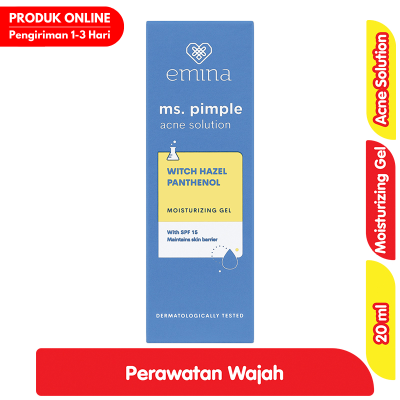 PRODUK ONLINE
Pengiriman 1-3 Hari
emina
ms. pimple
acne solution
WITCH HAZEL
PANTHENOL
MOISTURIZING GEL
With SPF 15
Maintains skin barrier
DERMATOLOGICALLY TESTED
Acne Solution
Moisturizing Gel
20 ml
Perawatan Wajah